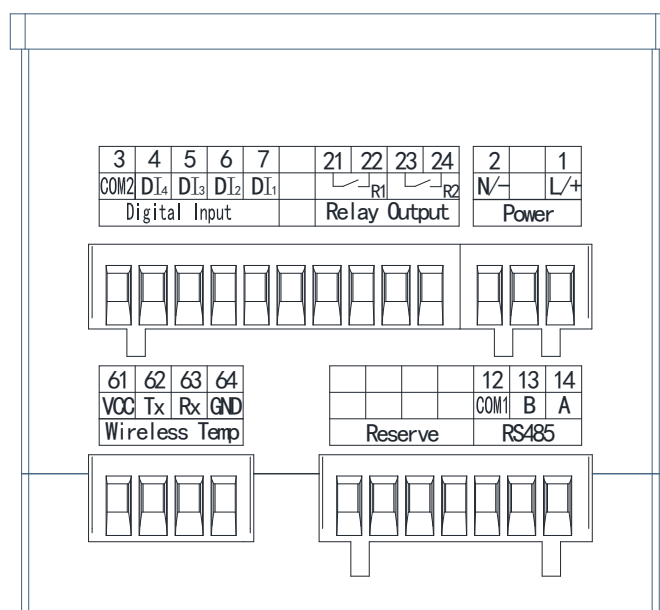 3 4 5 6 7 21 22 23 24 2 1
COM2 DI4 DI3 DI2 DI1 R1 R2 N/- L/+
Digital Input Relay Output Power
61 62 63 64 12 13 14
VCC Tx Rx GND COM1 B A
Wireless Temp Reserve RS485